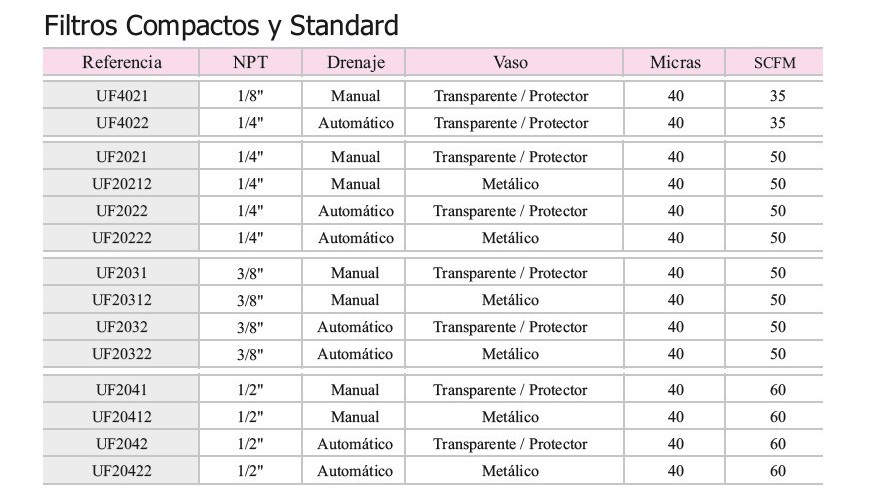 Filtros Compactos y Standard
Referencia NPT Drenaje Vaso Micras SCFM
UF4021 1/8" Manual Transparente / Protector 40 35
UF4022 1/4" Automático Transparente / Protector 40 35
UF2021 1/4" Manual Transparente / Protector 40 50
UF20212 1/4" Manual Metálico 40 50
UF2022 1/4" Automático Transparente / Protector 40 50
UF20222 1/4" Automático Metálico 40 50
UF2031 3/8" Manual Transparente / Protector 40 50
UF20312 3/8" Manual Metálico 40 50
UF2032 3/8" Automático Transparente / Protector 40 50
UF20322 3/8" Automático Metálico 40 50
UF2041 1/2" Manual Transparente / Protector 40 60
UF20412 1/2" Manual Metálico 40 60
UF2042 1/2" Automático Transparente / Protector 40 60
UF20422 1/2" Automático Metálico 40 60